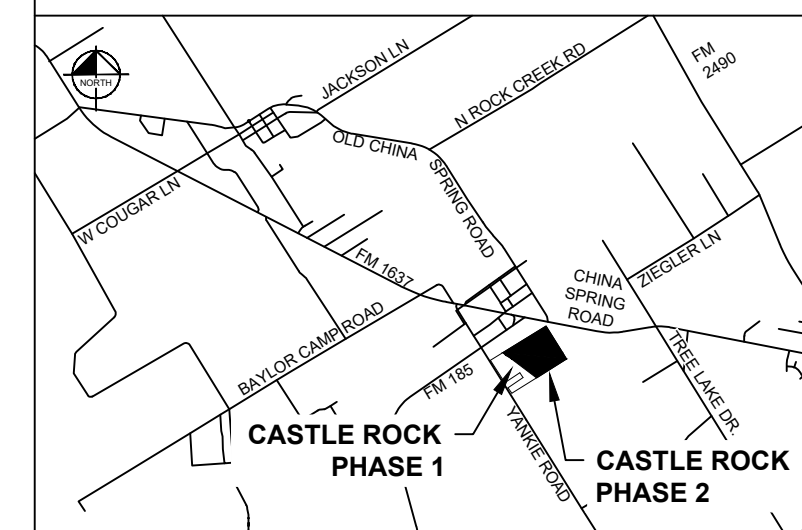 NORTH
JACKSON LN
N ROCK CREEK RD
FM
2490
OLD CHINA
SPRING ROAD
W COUGAR LN
FM 1637
ZIEGLER LN
CHINA
SPRING
ROAD
BAYLOR CAMP ROAD
FM 185
TREE LAKE DR.
YANKIE ROAD
CASTLE ROCK
PHASE 1
CASTLE ROCK
PHASE 2